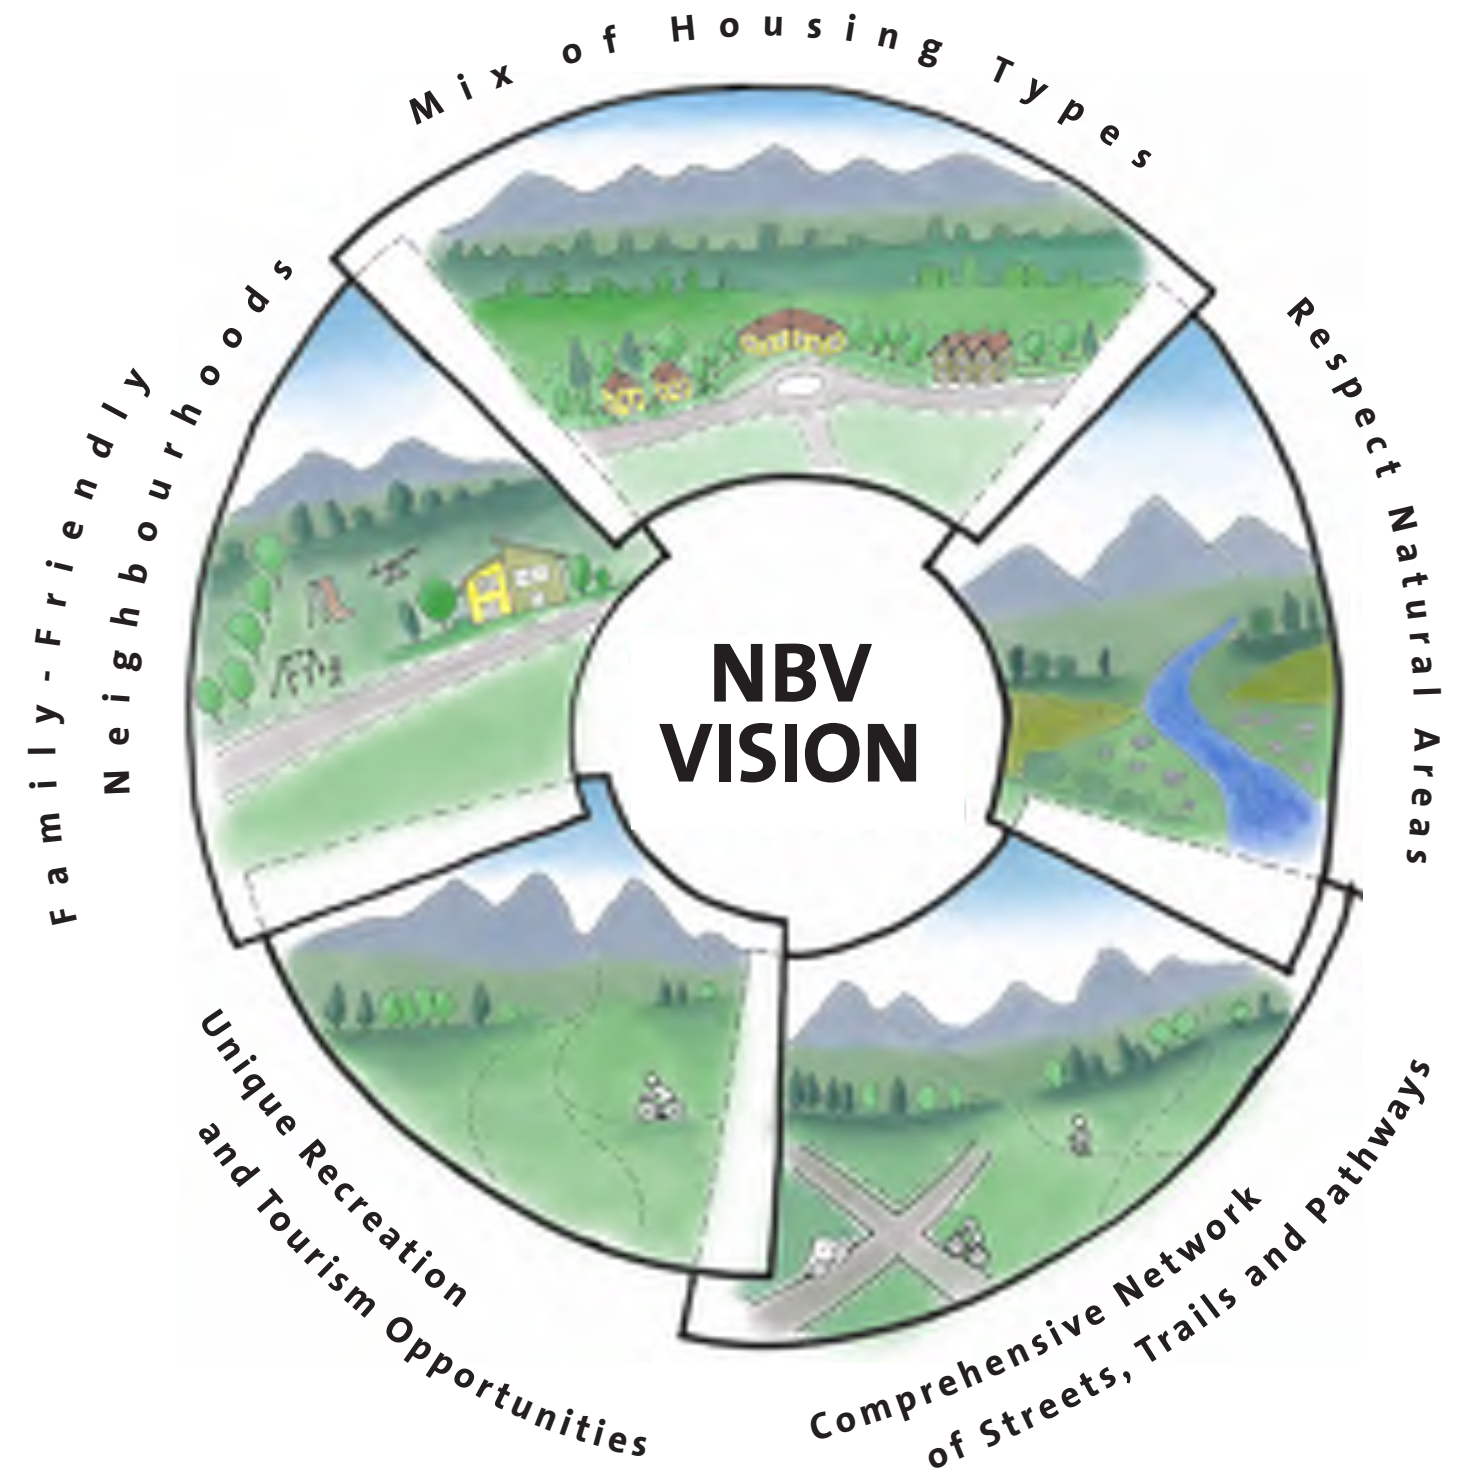 Mix of Housing Types
Respect Natural Areas
Comprehensive Network
of Streets, Trails and Pathways
Unique Recreation
and Tourism Opportunities
Family-Friendly
Neighbourhoods
NBV
VISION